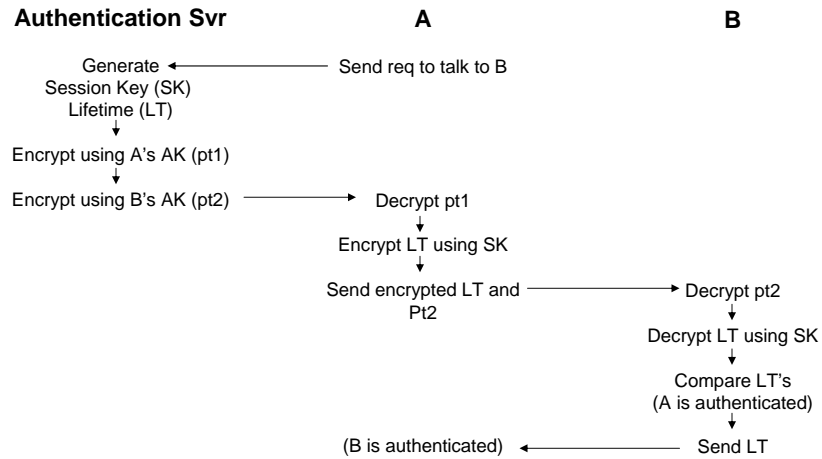 Authentication Svr
A
B
Generate
Session Key (SK)
Lifetime (LT)
Send req to talk to B
Encrypt using A's AK (pt1)
Encrypt using B's AK (pt2)
Decrypt pt1
Encrypt LT using SK
Send encrypted LT and
Pt2
Decrypt pt2
Decrypt LT using SK
Compare LT's
(A is authenticated)
Send LT
(B is authenticated)